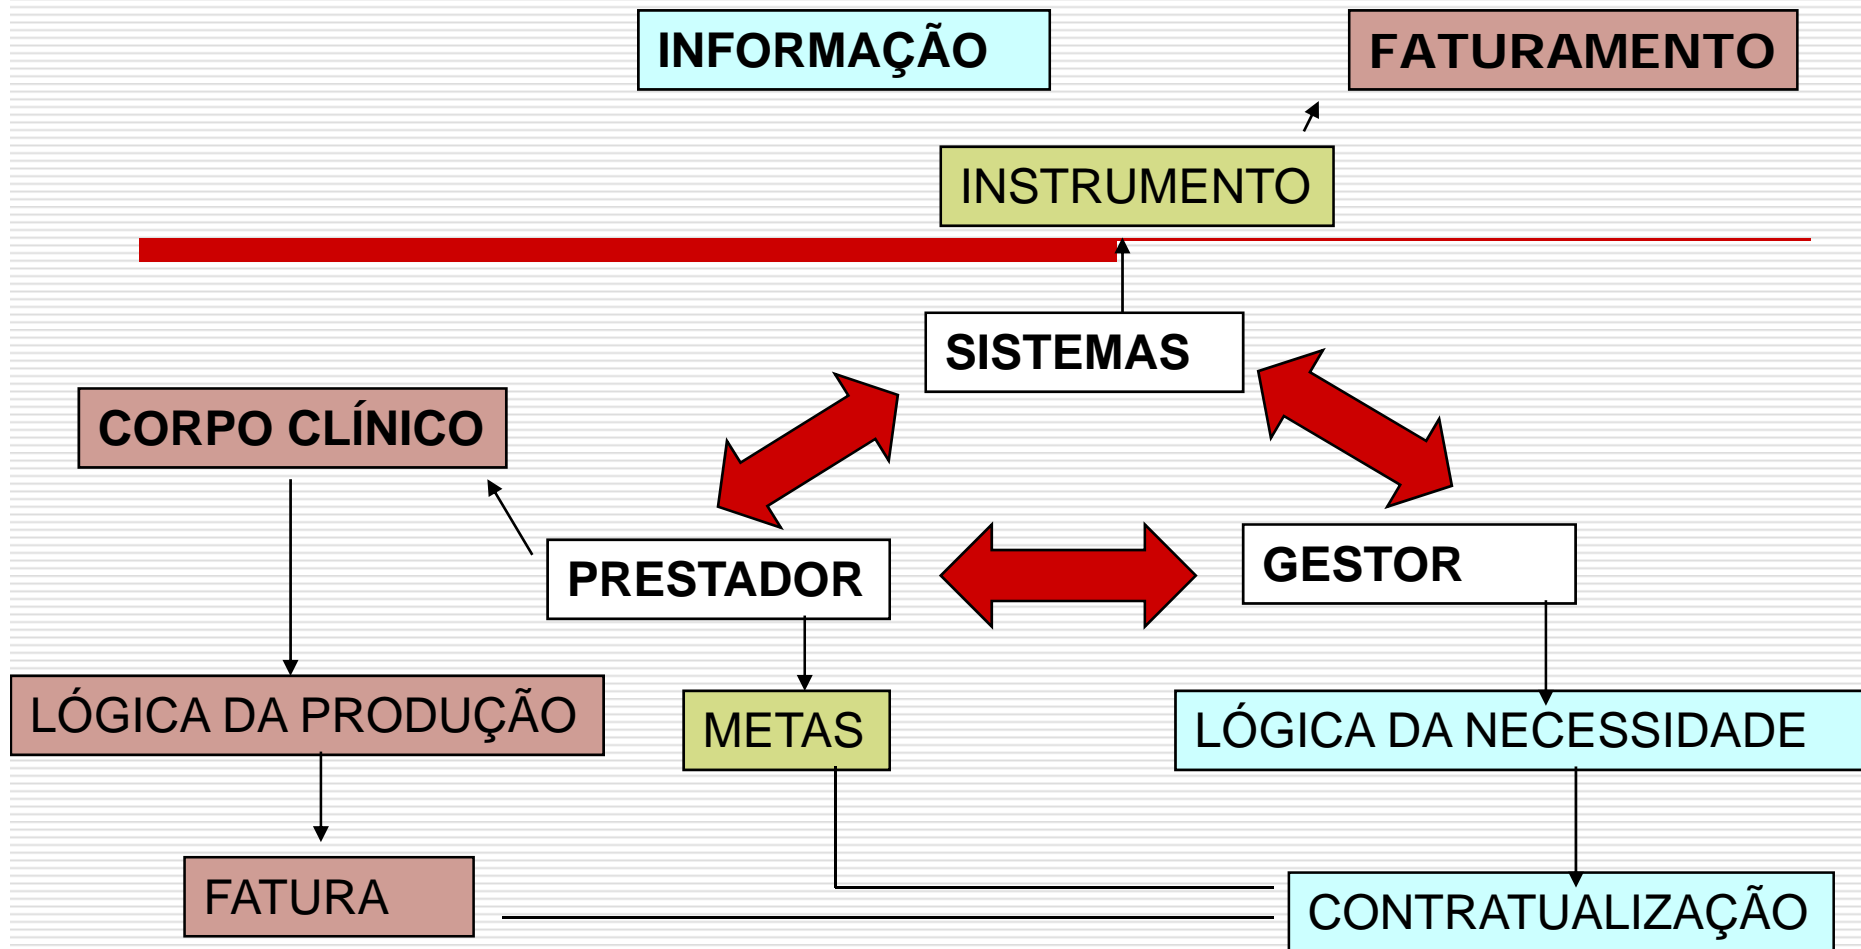 INFORMAÇÃO
FATURAMENTO
INSTRUMENTO
SISTEMAS
CORPO CLÍNICO
PRESTADOR
GESTOR
LÓGICA DA PRODUÇÃO
METAS
LÓGICA DA NECESSIDADE
FATURA
CONTRATUALIZAÇÃO